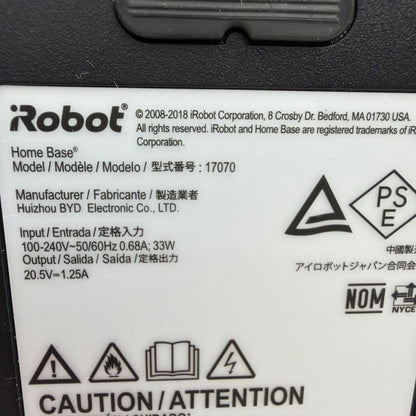 iRobot®
© 2008-2018 iRobot Corporation, 8 Crosby Dr. Bedford, MA 01730 USA.
All rights reserved. iRobot and Home Base are registered trademarks of iR
Corporation.
Home Base®
Model / Modèle / Modelo / 型式番号 : 17070
Manufacturer / Fabricante / 製造業者
Huizhou BYD Electronic Co., LTD.
Input / Entrada / 定格入力
100-240V~50/60Hz 0.68A; 33W
Output / Salida / Saída / 定格出力
20.5V⎓1.25A
PS
E
中國製造
アイロボットジャパン合同会
NOM
NYCE
CAUTION / ATTENTION